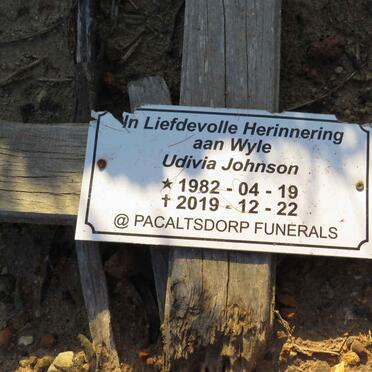 In Liefdevolle Herinnering
aan Wyle
Udivia Johnson
★ 1982 - 04 - 19
✝ 2019 - 12 - 22
@ PACALTSDORP FUNERALS